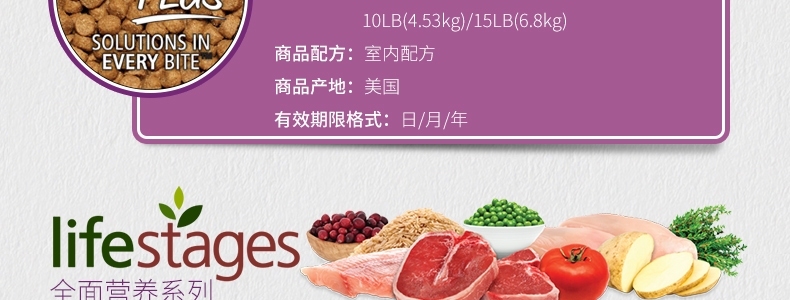 PLUS
SOLUTIONS IN
EVERY BITE
10LB(4.53kg)/15LB(6.8kg)
商品配方：室内配方
商品产地：美国
有效期限格式：日/月/年
lifestages
全面营养系列